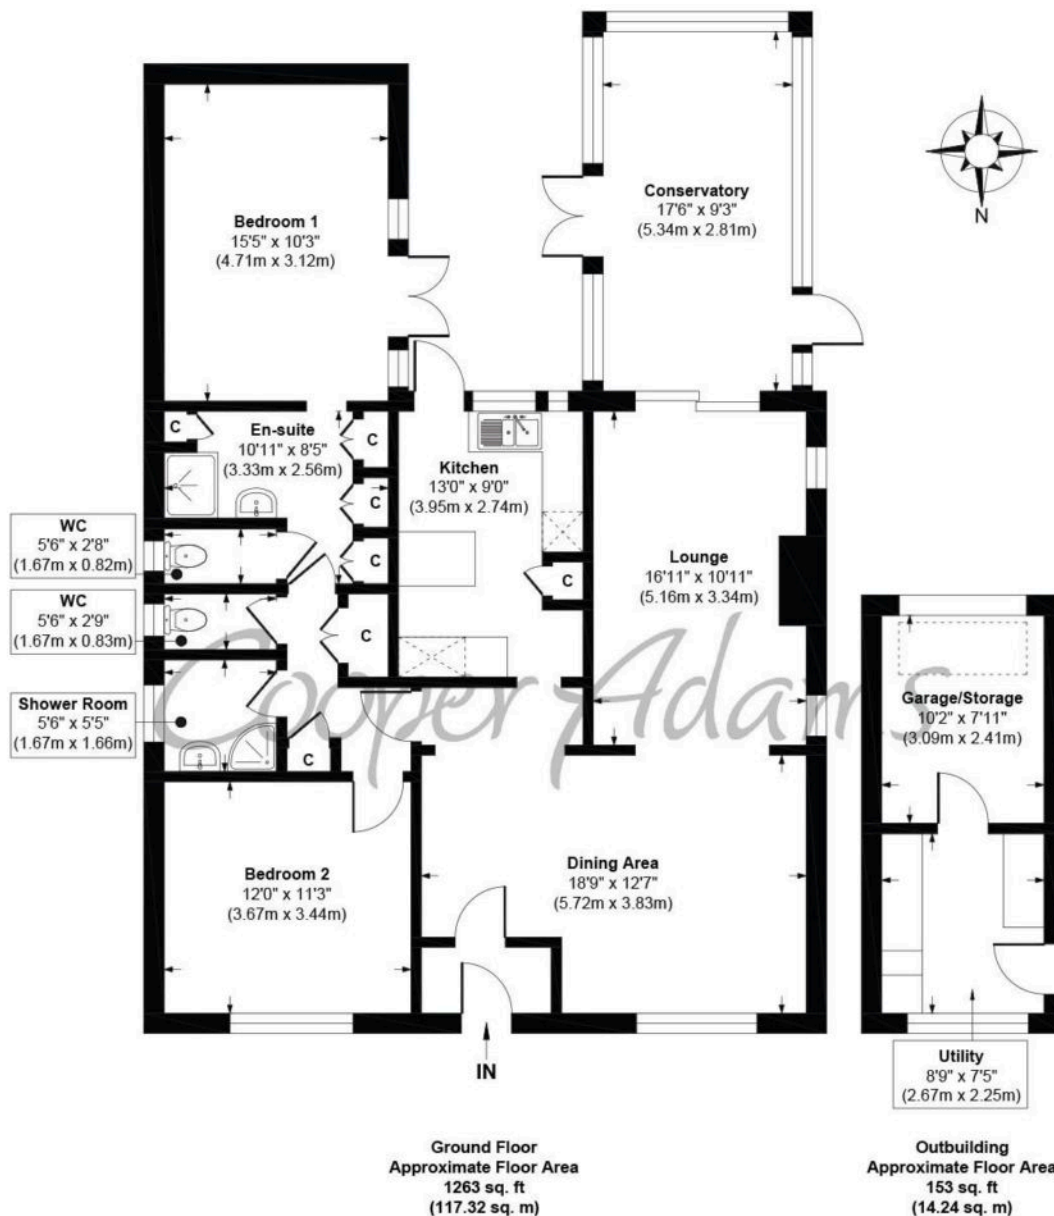 Conservatory
17'6" x 9'3"
(5.34m x 2.81m)
N
Bedroom 1
15'5" x 10'3"
(4.71m x 3.12m)
C
En-suite
10'11" x 8'5"
(3.33m x 2.56m)
C
C
C
Kitchen
13'0" x 9'0"
(3.95m x 2.74m)
C
WC
5'6" x 2'8"
(1.67m x 0.82m)
WC
5'6" x 2'9"
(1.67m x 0.83m)
C
Lounge
16'11" x 10'11"
(5.16m x 3.34m)
Cooper Adams
Shower Room
5'6" x 5'5"
(1.67m x 1.66m)
C
Garage/Storage
10'2" x 7'11"
(3.09m x 2.41m)
Bedroom 2
12'0" x 11'3"
(3.67m x 3.44m)
Dining Area
18'9" x 12'7"
(5.72m x 3.83m)
IN
Utility
8'9" x 7'5"
(2.67m x 2.25m)
Ground Floor
Approximate Floor Area
1263 sq. ft
(117.32 sq. m)
Outbuilding
Approximate Floor Area
153 sq. ft
(14.24 sq. m)